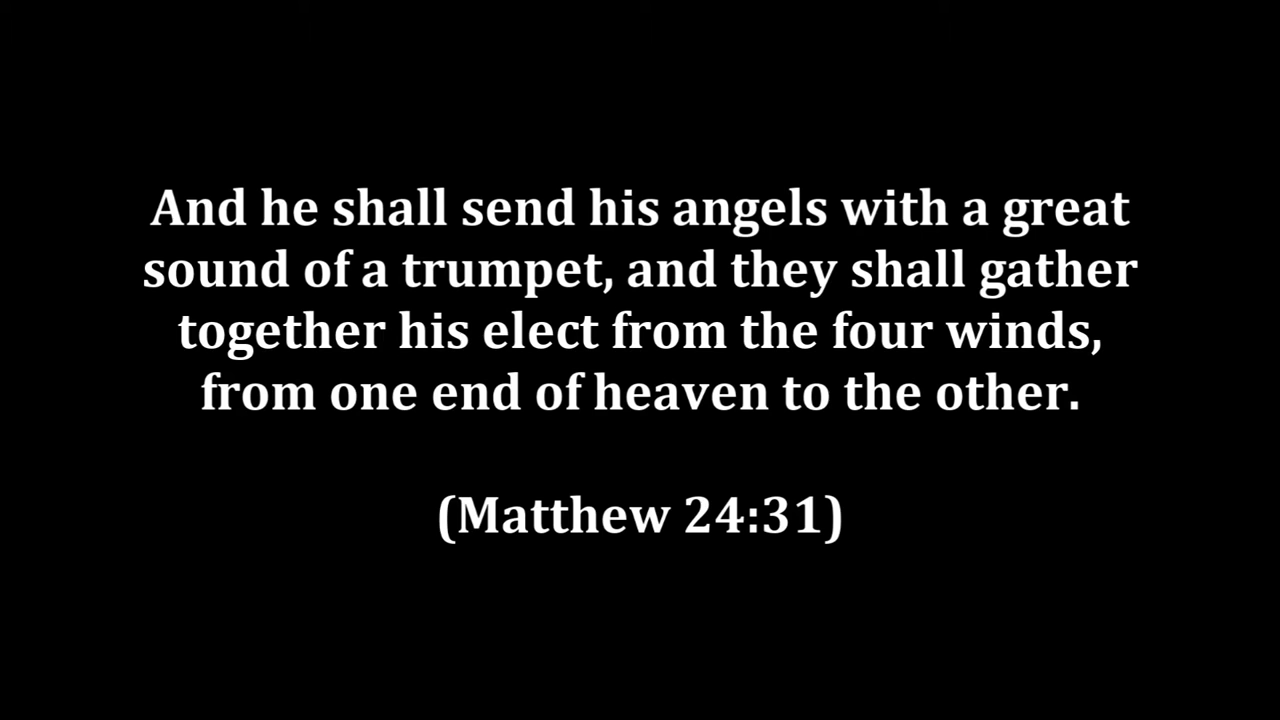 And he shall send his angels with a great
sound of a trumpet, and they shall gather
together his elect from the four winds,
from one end of heaven to the other.
(Matthew 24:31)